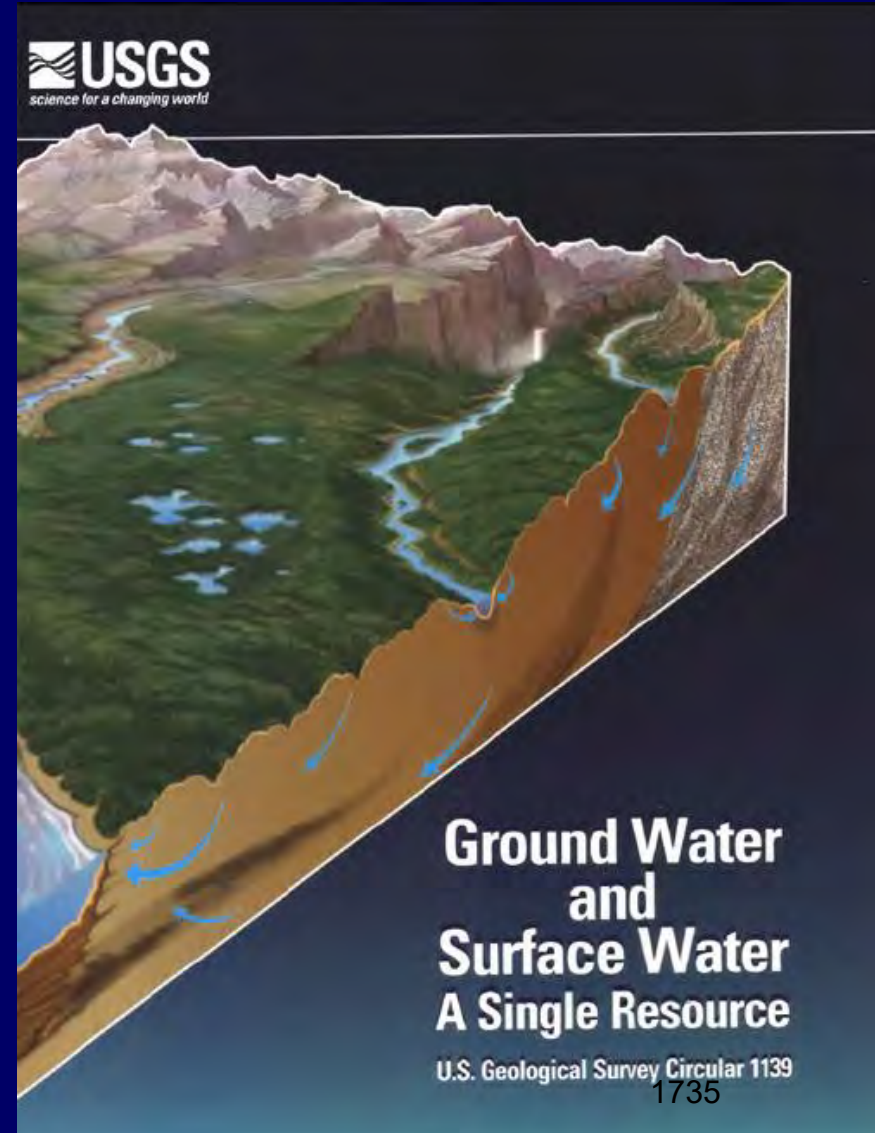 USGS
science for a changing world
Ground Water
and
Surface Water
A Single Resource
U.S. Geological Survey Circular 1139
1735